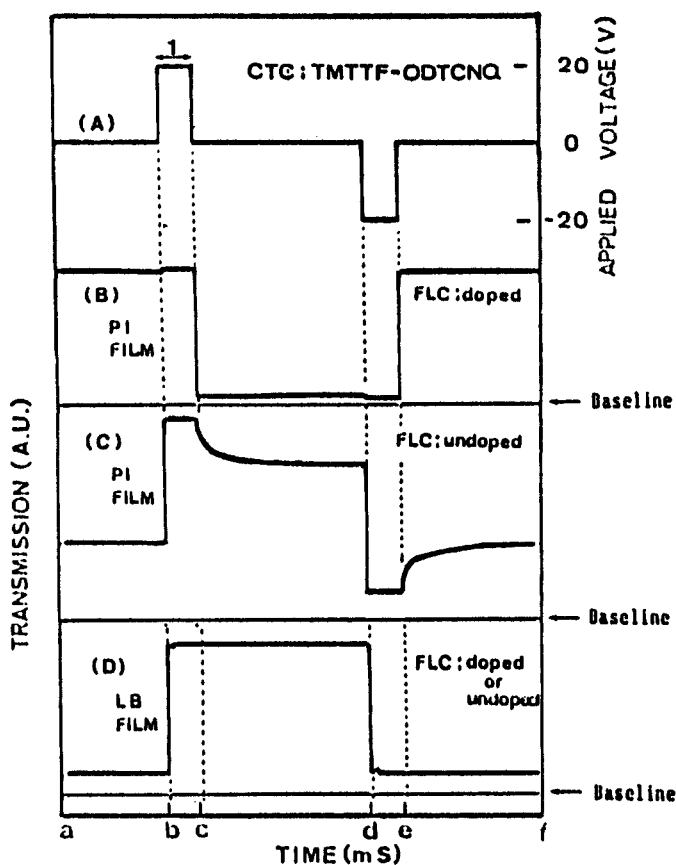 1
CTC:TMTTF-ODTCNQ
20
0
-20
APPLIED VOLTAGE (V)
(A)
(B)
PI
FILM
FLC:doped
Baseline
(C)
PI
FILM
FLC:undoped
Baseline
(D)
LB
FILM
FLC:doped
or
undoped
Baseline
TRANSMISSION (A.U.)
a b c d e f
TIME (mS)